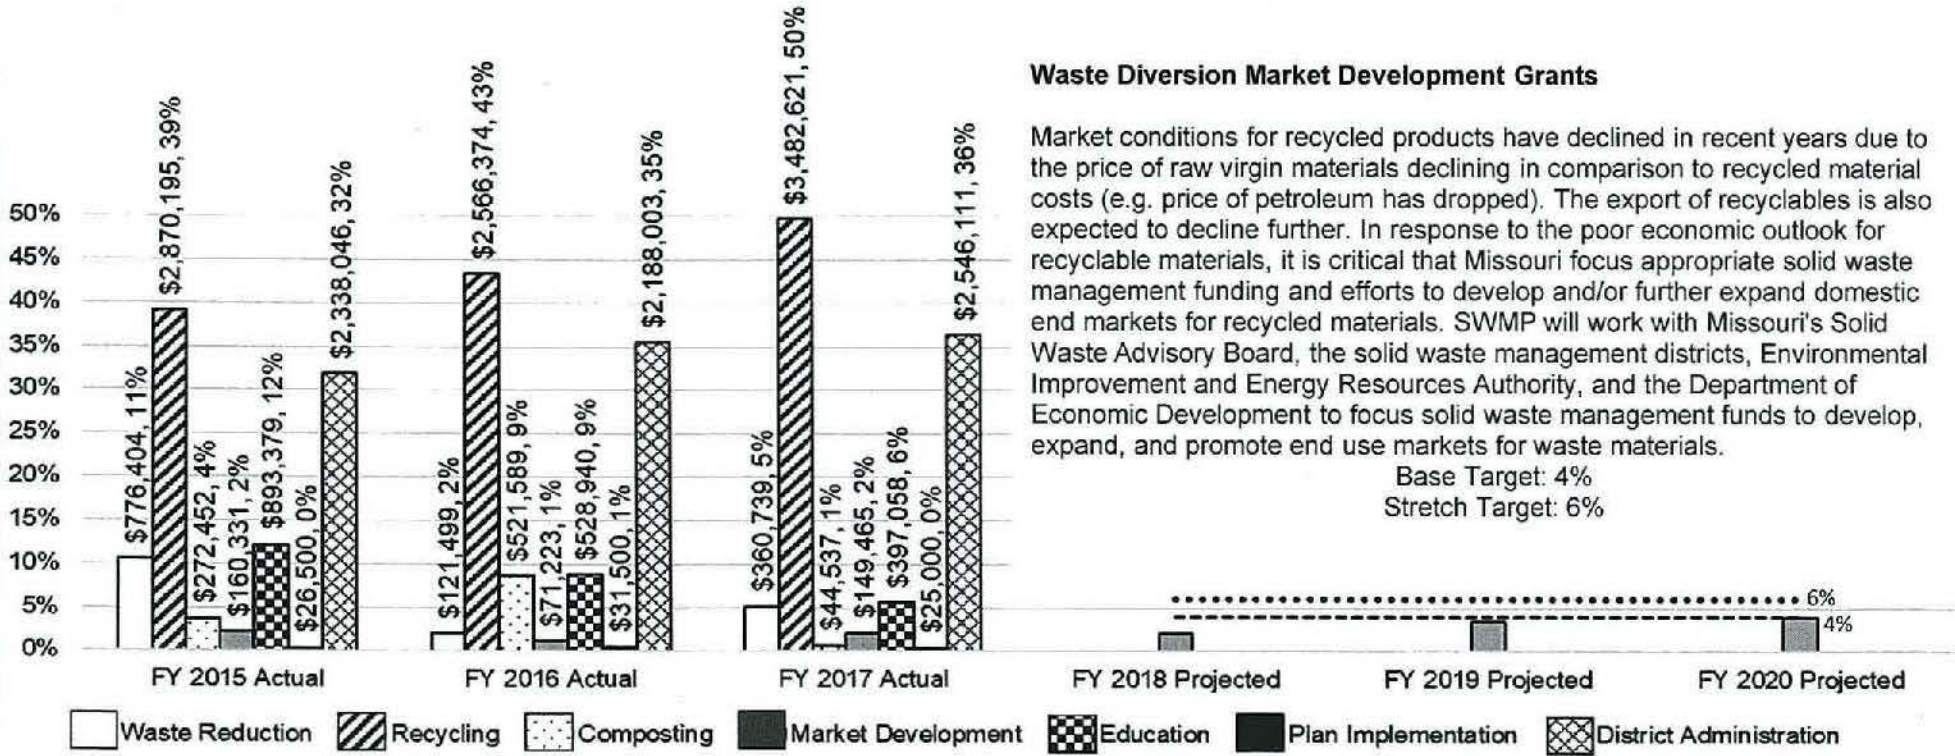 Waste Diversion Market Development Grants
Market conditions for recycled products have declined in recent years due to
the price of raw virgin materials declining in comparison to recycled material
costs (e.g. price of petroleum has dropped). The export of recyclables is also
expected to decline further. In response to the poor economic outlook for
recyclable materials, it is critical that Missouri focus appropriate solid waste
management funding and efforts to develop and/or further expand domestic
end markets for recycled materials. SWMP will work with Missouri's Solid
Waste Advisory Board, the solid waste management districts, Environmental
Improvement and Energy Resources Authority, and the Department of
Economic Development to focus solid waste management funds to develop,
expand, and promote end use markets for waste materials.
Base Target: 4%
Stretch Target: 6%
50%
45%
40%
35%
30%
25%
20%
15%
10%
5%
0%
$776,404, 11%
$2,870,195, 39%
$272,452, 4%
$160,331, 2%
$893,379, 12%
$26,500, 0%
$2,338,046, 32%
$121,499, 2%
$2,566,374, 43%
$521,589, 9%
$71,223, 1%
$528,940, 9%
$31,500, 1%
$2,188,003, 35%
$360,739, 5%
$3,482,621, 50%
$44,537, 1%
$149,465, 2%
$397,058, 6%
$25,000, 0%
$2,546,111, 36%
6%
4%
FY 2015 Actual
FY 2016 Actual
FY 2017 Actual
FY 2018 Projected
FY 2019 Projected
FY 2020 Projected
Waste Reduction
Recycling
Composting
Market Development
Education
Plan Implementation
District Administration